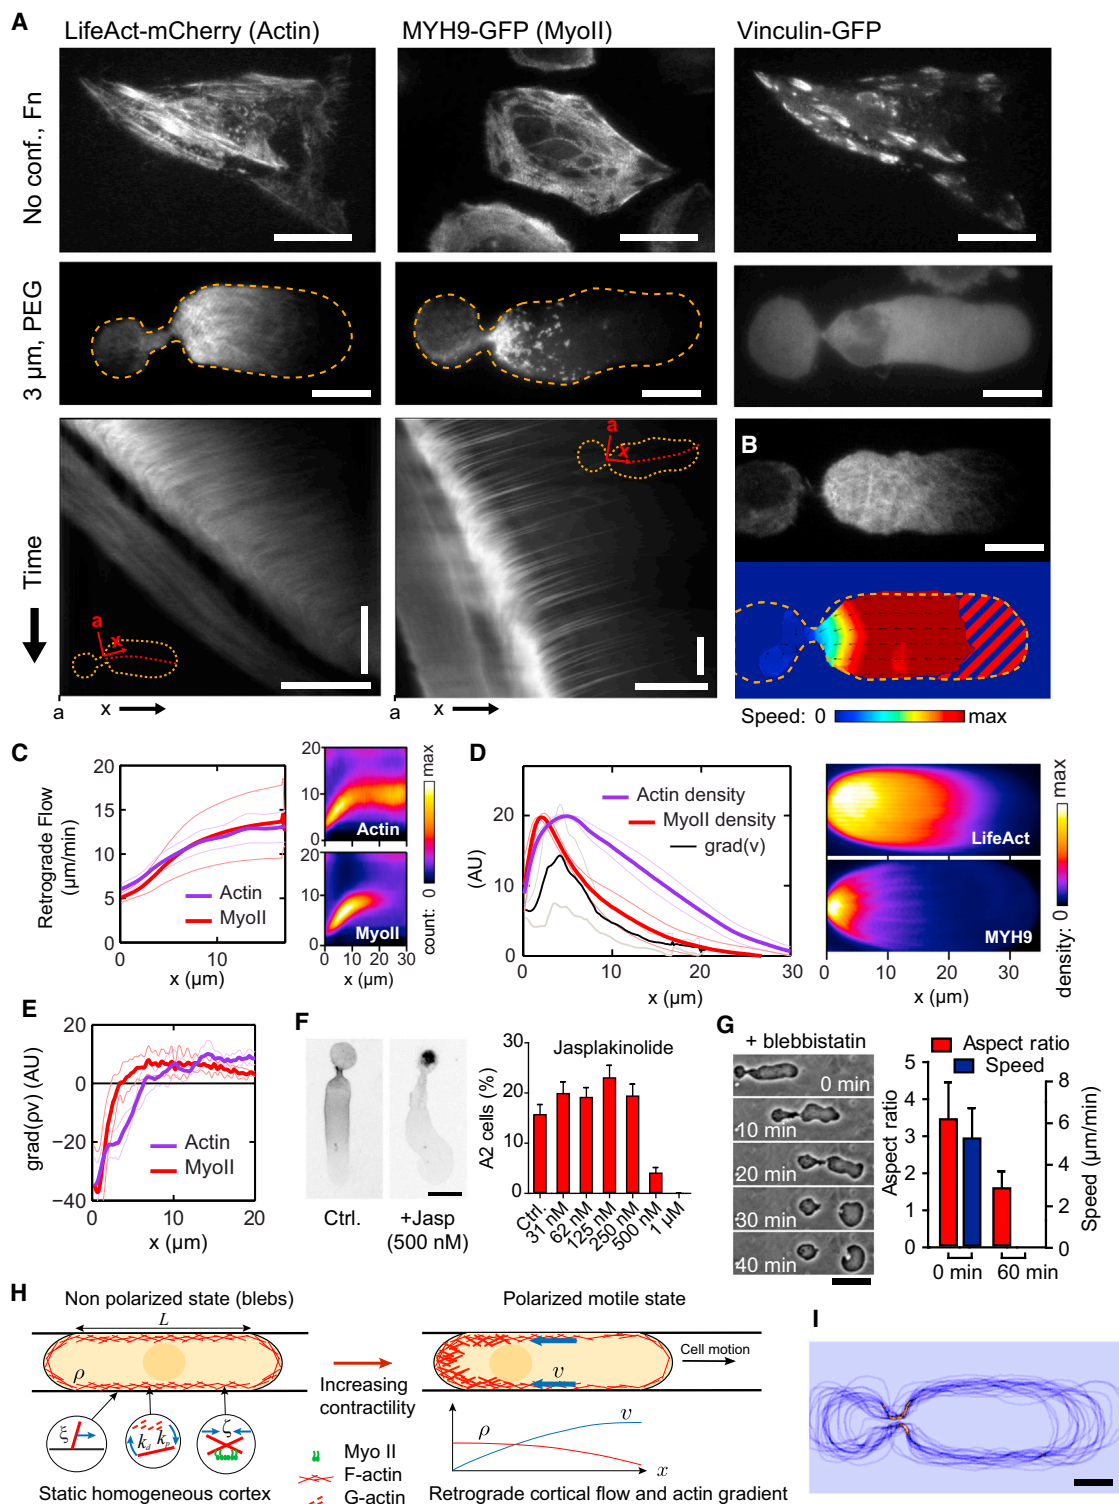 A
LifeAct-mCherry (Actin)
MYH9-GFP (MyoII)
Vinculin-GFP
No conf., Fn
3 µm, PEG
Time
a
x
a
x
a x
a x
B
Speed: 0 max
C
Retrograde Flow
(µm/min)
20
15
10
5
0
0 10
x (µm)
Actin
MyoII
20
10
0
Actin
20
10
0
MyoII
0 10 20 30
x (µm)
count: 0 max
D
(AU)
20
10
0
0 5 10 15 20 25 30
x (µm)
Actin density
MyoII density
grad(v)
LifeAct
MYH9
0 10 20 30
x (µm)
density: 0 max
E
grad(ρv) (AU)
20
0
−20
−40
0 5 10 15 20
x (µm)
Actin
MyoII
F
Ctrl.
+Jasp
(500 nM)
Jasplakinolide
A2 cells (%)
30
20
10
0
Ctrl.
31 nM
62 nM
125 nM
250 nM
500 nM
1 µM
G
+ blebbistatin
0 min
10 min
20 min
30 min
40 min
Aspect ratio
Speed
Aspect ratio
5
4
3
2
1
0
Speed (µm/min)
8
6
4
2
0
0 min 60 min
H
Non polarized state (blebs)
L
ρ
ξ
k_d k_p
ζ
Static homogeneous cortex
Increasing
contractility
Myo II
F-actin
G-actin
Polarized motile state
v
Cell motion
ρ
v
x
Retrograde cortical flow and actin gradient
I